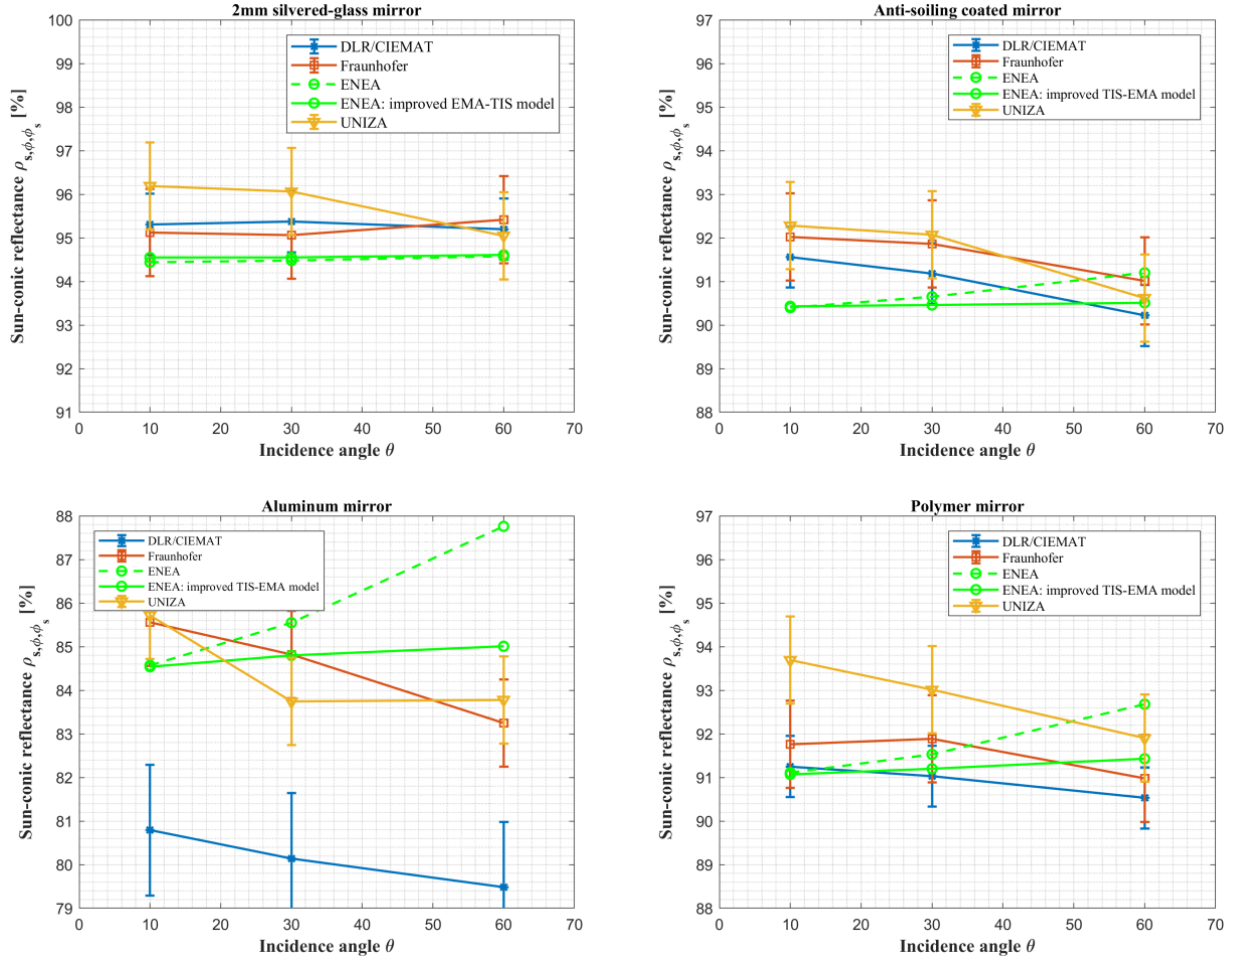 2mm silvered-glass mirror
100
99
98
97
96
95
94
93
92
91
Sun-conic reflectance ρ s,ϕ,ϕs [%]
DLR/CIEMAT
Fraunhofer
ENEA
ENEA: improved EMA-TIS model
UNIZA
0 10 20 30 40 50 60 70
Incidence angle θ
Anti-soiling coated mirror
97
96
95
94
93
92
91
90
89
88
Sun-conic reflectance ρ s,ϕ,ϕs [%]
DLR/CIEMAT
Fraunhofer
ENEA
ENEA: improved TIS-EMA model
UNIZA
0 10 20 30 40 50 60 70
Incidence angle θ
Aluminum mirror
88
87
86
85
84
83
82
81
80
79
Sun-conic reflectance ρ s,ϕ,ϕs [%]
DLR/CIEMAT
Fraunhofer
ENEA
ENEA: improved TIS-EMA model
UNIZA
0 10 20 30 40 50 60 70
Incidence angle θ
Polymer mirror
97
96
95
94
93
92
91
90
89
88
Sun-conic reflectance ρ s,ϕ,ϕs [%]
DLR/CIEMAT
Fraunhofer
ENEA
ENEA: improved TIS-EMA model
UNIZA
0 10 20 30 40 50 60 70
Incidence angle θ